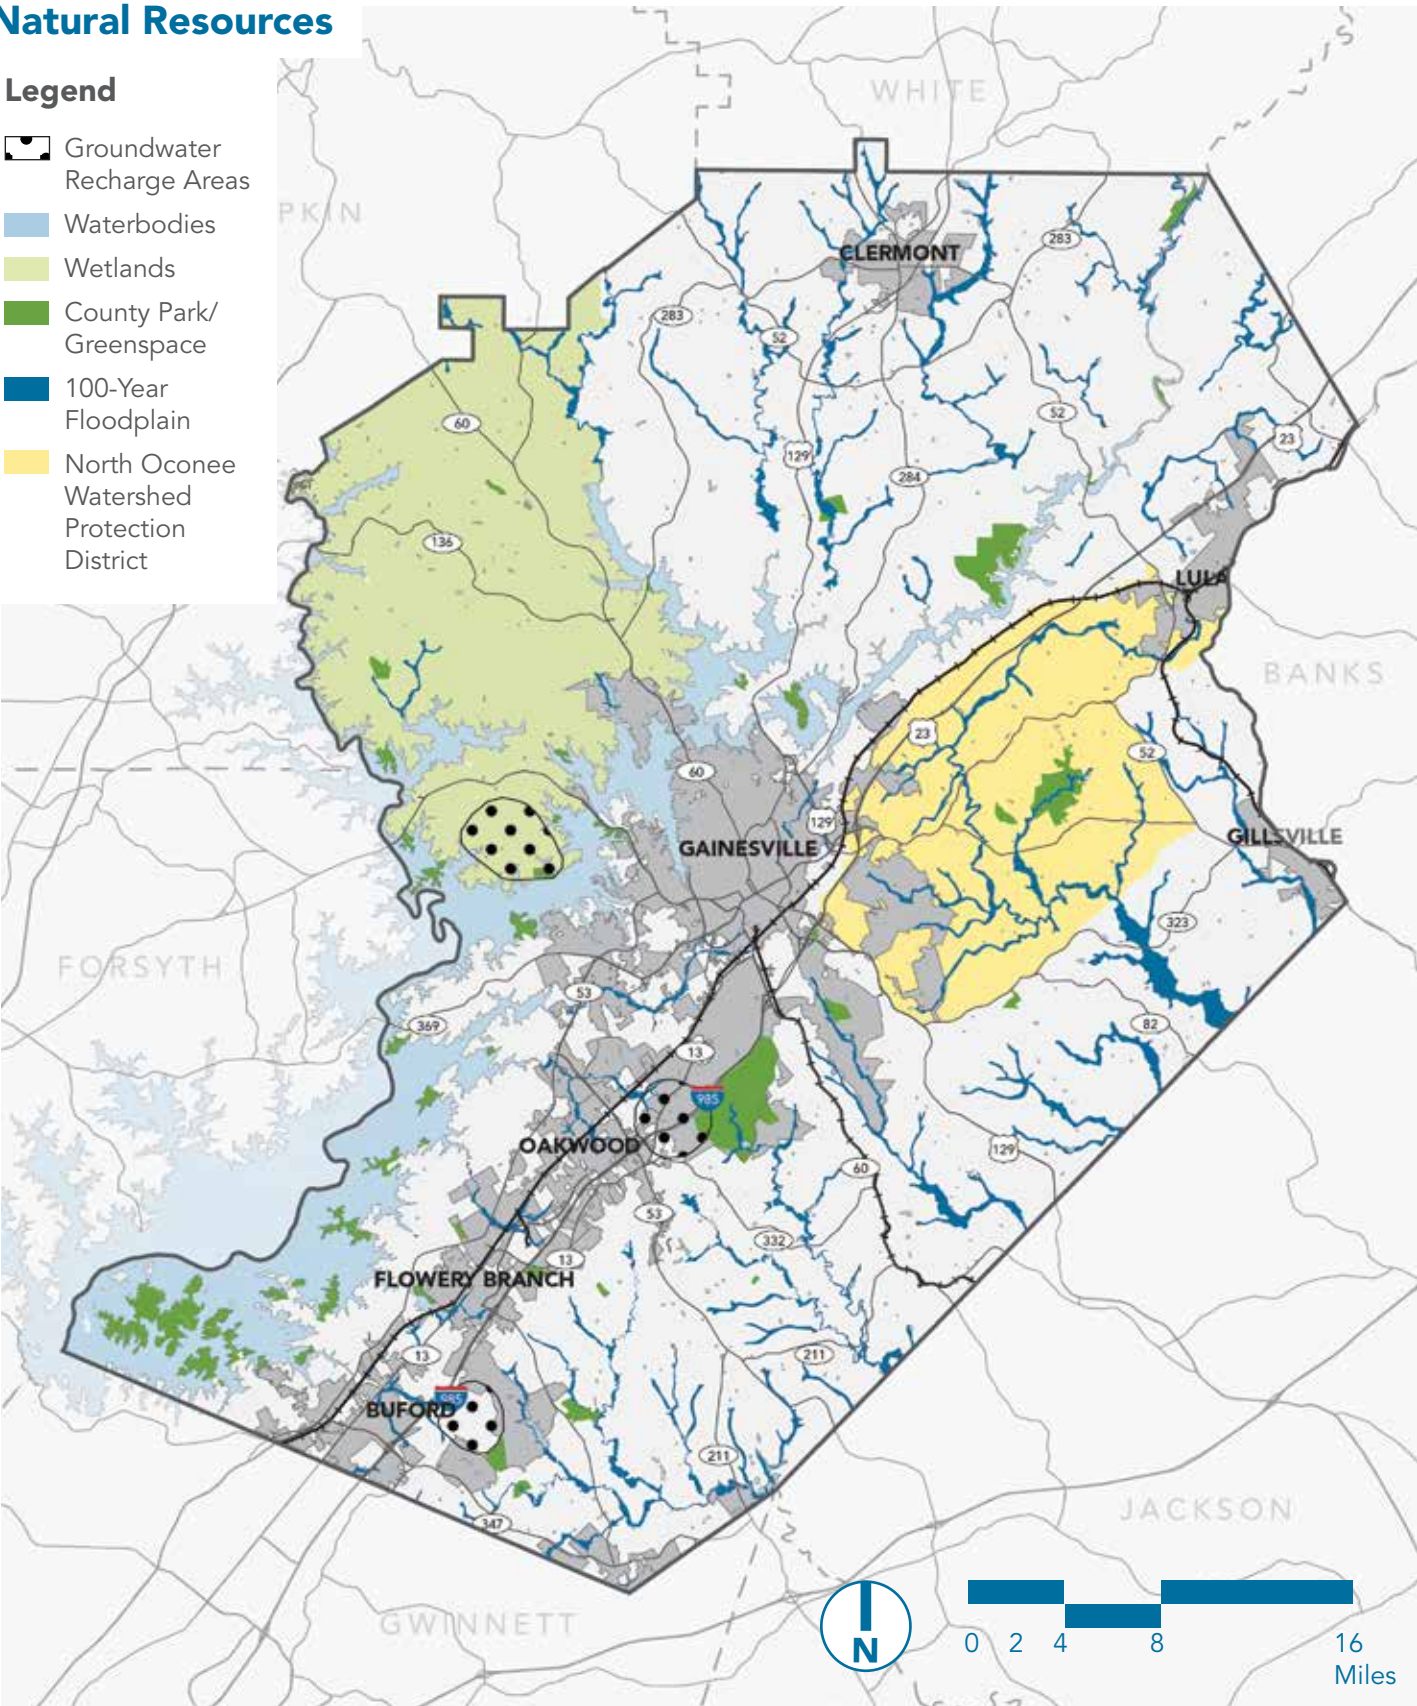 Natural Resources
Legend
Groundwater
Recharge Areas
Waterbodies
Wetlands
County Park/
Greenspace
100-Year
Floodplain
North Oconee
Watershed
Protection
District
WHITE
PKIN
CLERMONT
283
283
52
60
52
23
129
284
136
LULA
BANKS
23
52
60
129
GILLSVILLE
GAINESVILLE
323
FORSYTH
53
369
82
13
985
OAKWOOD
129
60
53
332
13
FLOWERY BRANCH
13
211
985
BUFORD
211
347
JACKSON
GWINNETT
N
0 2 4 8 16
Miles